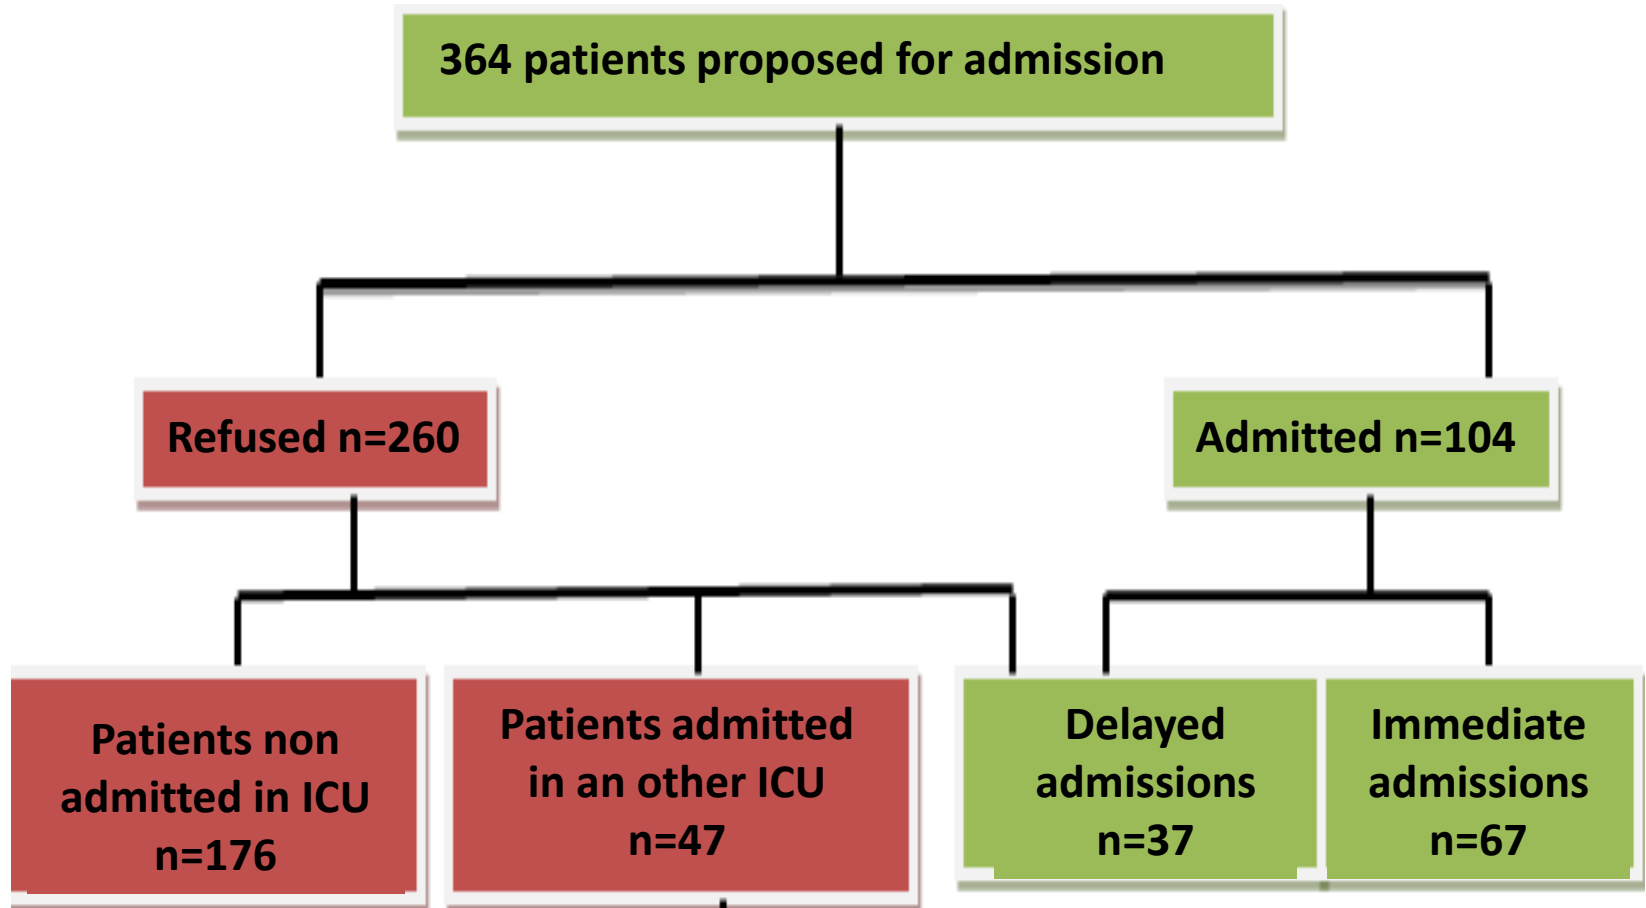 364 patients proposed for admission
Refused n=260
Admitted n=104
Patients non
admitted in ICU
n=176
Patients admitted
in an other ICU
n=47
Delayed
admissions
n=37
Immediate
admissions
n=67